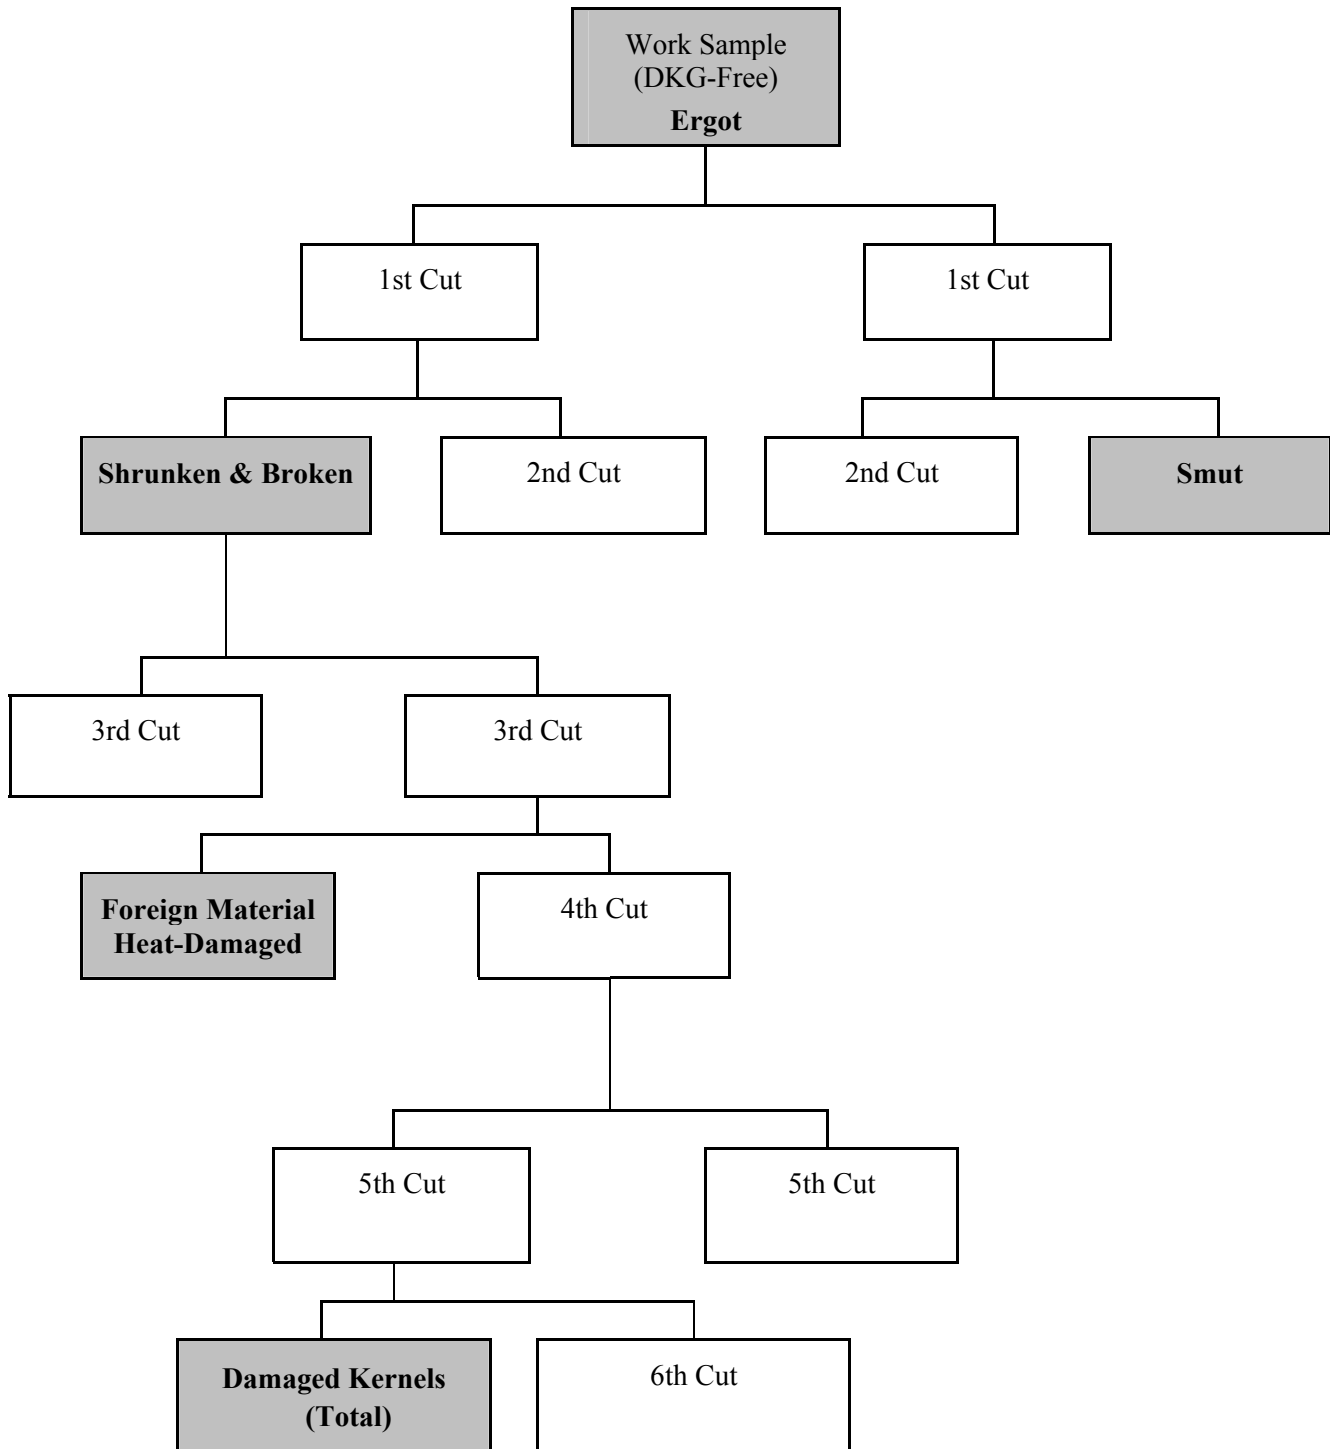 Work Sample
(DKG-Free)
Ergot
1st Cut
1st Cut
Shrunken & Broken
2nd Cut
2nd Cut
Smut
3rd Cut
3rd Cut
Foreign Material
Heat-Damaged
4th Cut
5th Cut
5th Cut
Damaged Kernels
(Total)
6th Cut